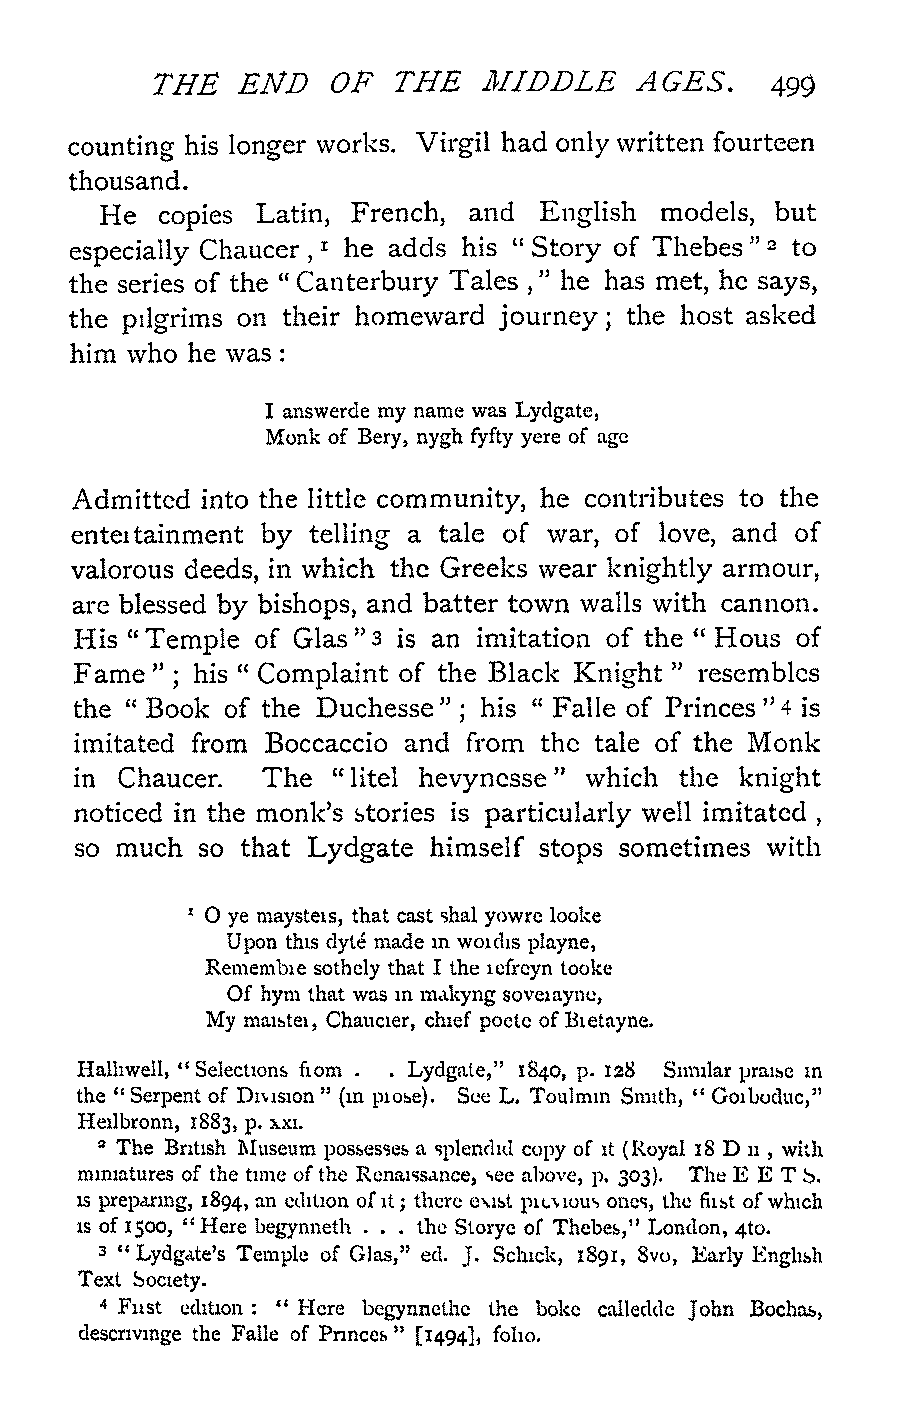 THE END OF THE MIDDLE AGES. 499
counting his longer works. Virgil had only written fourteen
thousand.
He copies Latin, French, and English models, but
especially Chaucer ,¹ he adds his “Story of Thebes”² to
the series of the “Canterbury Tales ,” he has met, he says,
the pilgrims on their homeward journey; the host asked
him who he was:
I answerde my name was Lydgate,
Monk of Bery, nygh fyfty yere of age
Admitted into the little community, he contributes to the
entertainment by telling a tale of war, of love, and of
valorous deeds, in which the Greeks wear knightly armour,
are blessed by bishops, and batter town walls with cannon.
His “Temple of Glas”³ is an imitation of the “Hous of
Fame”; his “Complaint of the Black Knight” resembles
the “Book of the Duchesse”; his “Falle of Princes”⁴ is
imitated from Boccaccio and from the tale of the Monk
in Chaucer. The “litel hevynesse” which the knight
noticed in the monk’s stories is particularly well imitated ,
so much so that Lydgate himself stops sometimes with
¹ O ye maysteis, that cast shal yowre looke
Upon this dyté made in wordis playne,
Remembre sothely that I the refreyn tooke
Of hym that was in makyng soverayne,
My maister, Chaucier, chief poete of Bretayne.
Halliwell, “Selections from . . Lydgate,” 1840, p. 128 Similar praise in
the “Serpent of Division” (in prose). See L. Toulmin Smith, “Gorboduc,”
Heilbronn, 1883, p. xxi.
² The British Museum possesses a splendid copy of it (Royal 18 D ii , with
miniatures of the time of the Renaissance, see above, p. 303). The E E T S.
is preparing, 1894, an edition of it; there exist previous ones, the first of which
is of 1500, “Here begynneth . . . the Storye of Thebes,” London, 4to.
³ “Lydgate’s Temple of Glas,” ed. J. Schick, 1891, 8vo, Early English
Text Society.
⁴ First edition: “Here begynnethe the boke calledde John Bochas,
descrivinge the Falle of Princes” [1494], folio.